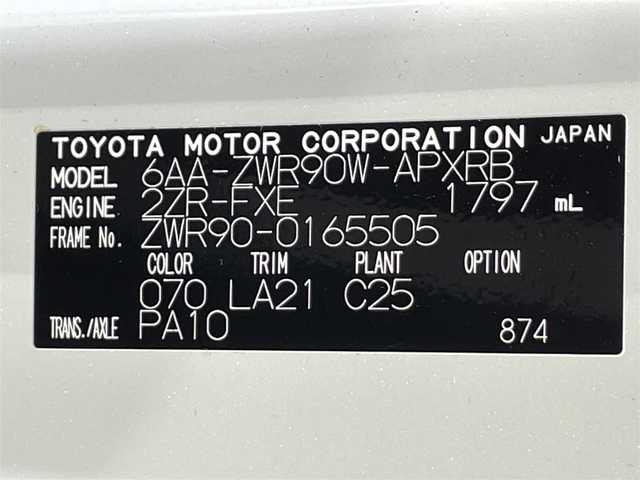 TOYOTA MOTOR CORPORATION JAPAN
MODEL 6AA-ZWR90W-APXRB
ENGINE 2ZR-FXE 1797 mL
FRAME No. ZWR90-0165505
COLOR TRIM PLANT OPTION
070 LA21 C25
TRANS./AXLE PA10 874